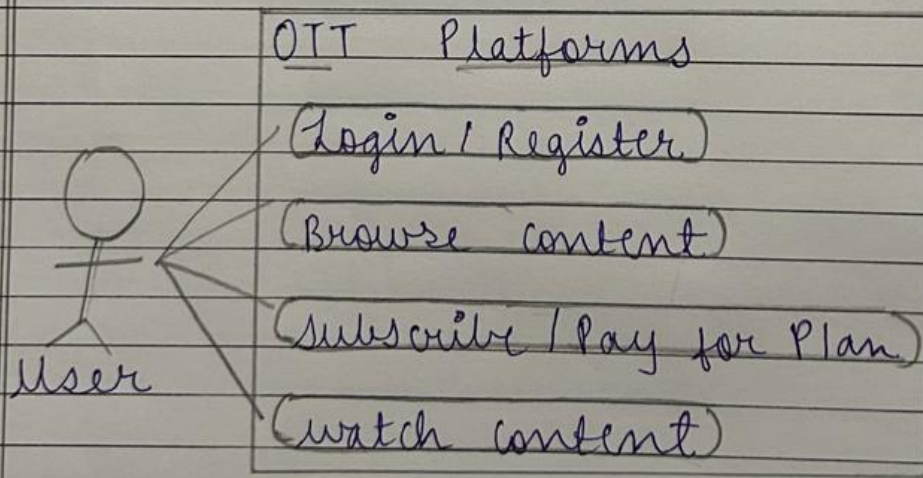 OTT Platforms
(Login / Register)
(Browse content)
(subscribe / Pay for Plan)
User
(watch content)